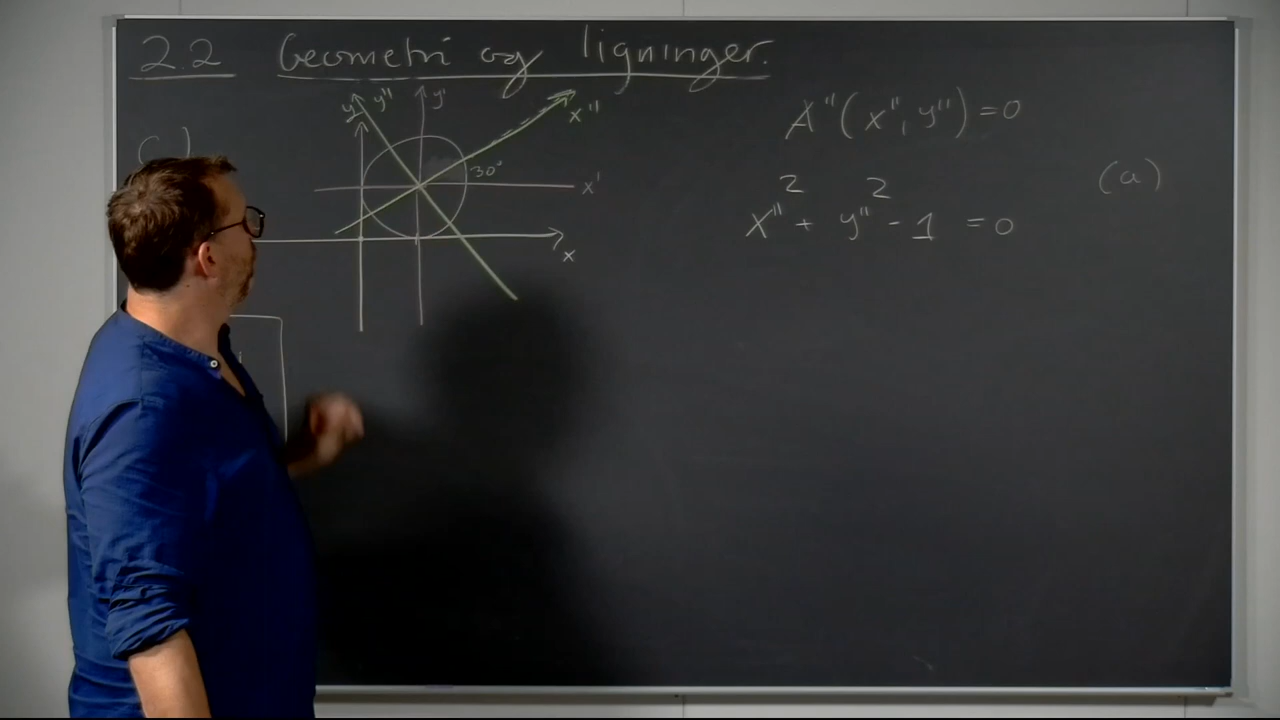 2.2 Geometri og ligninger.
c)
y y'' y' x''
30°
x'
x
A''(x'', y'') = 0
x''² + y''² - 1 = 0
(a)